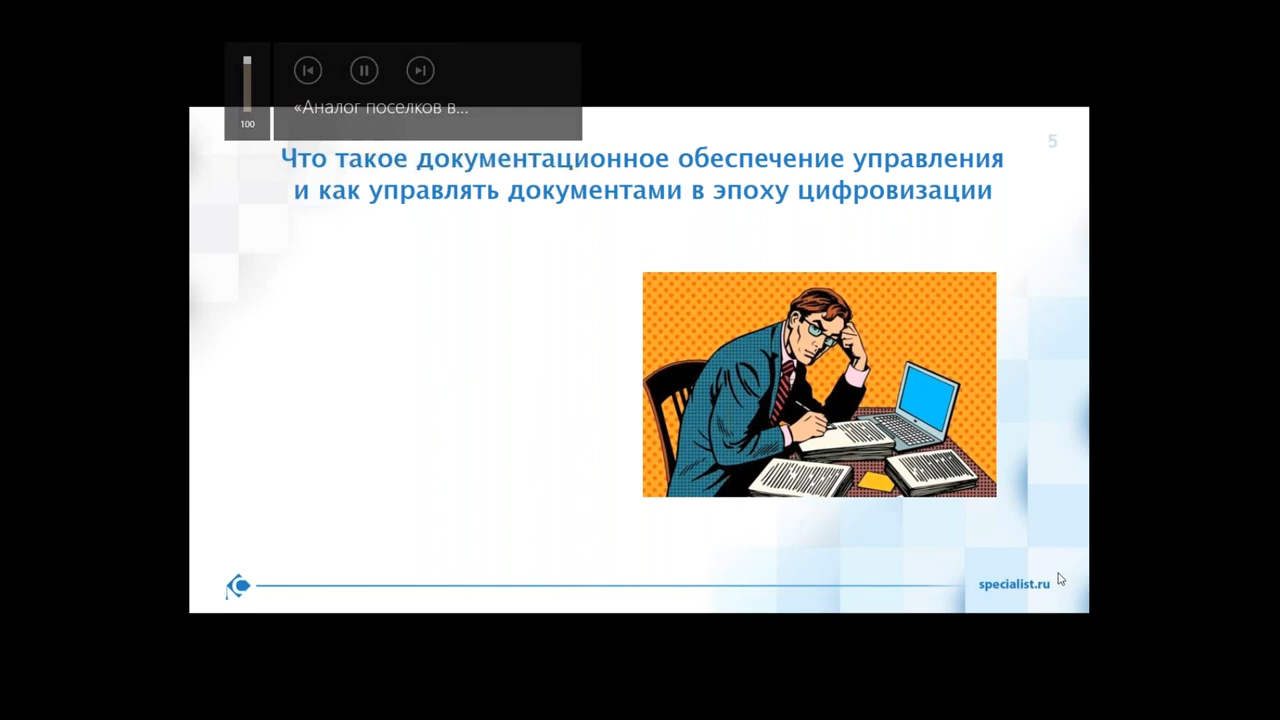 100
«Аналог поселков в...
5
Что такое документационное обеспечение управления
и как управлять документами в эпоху цифровизации
specialist.ru